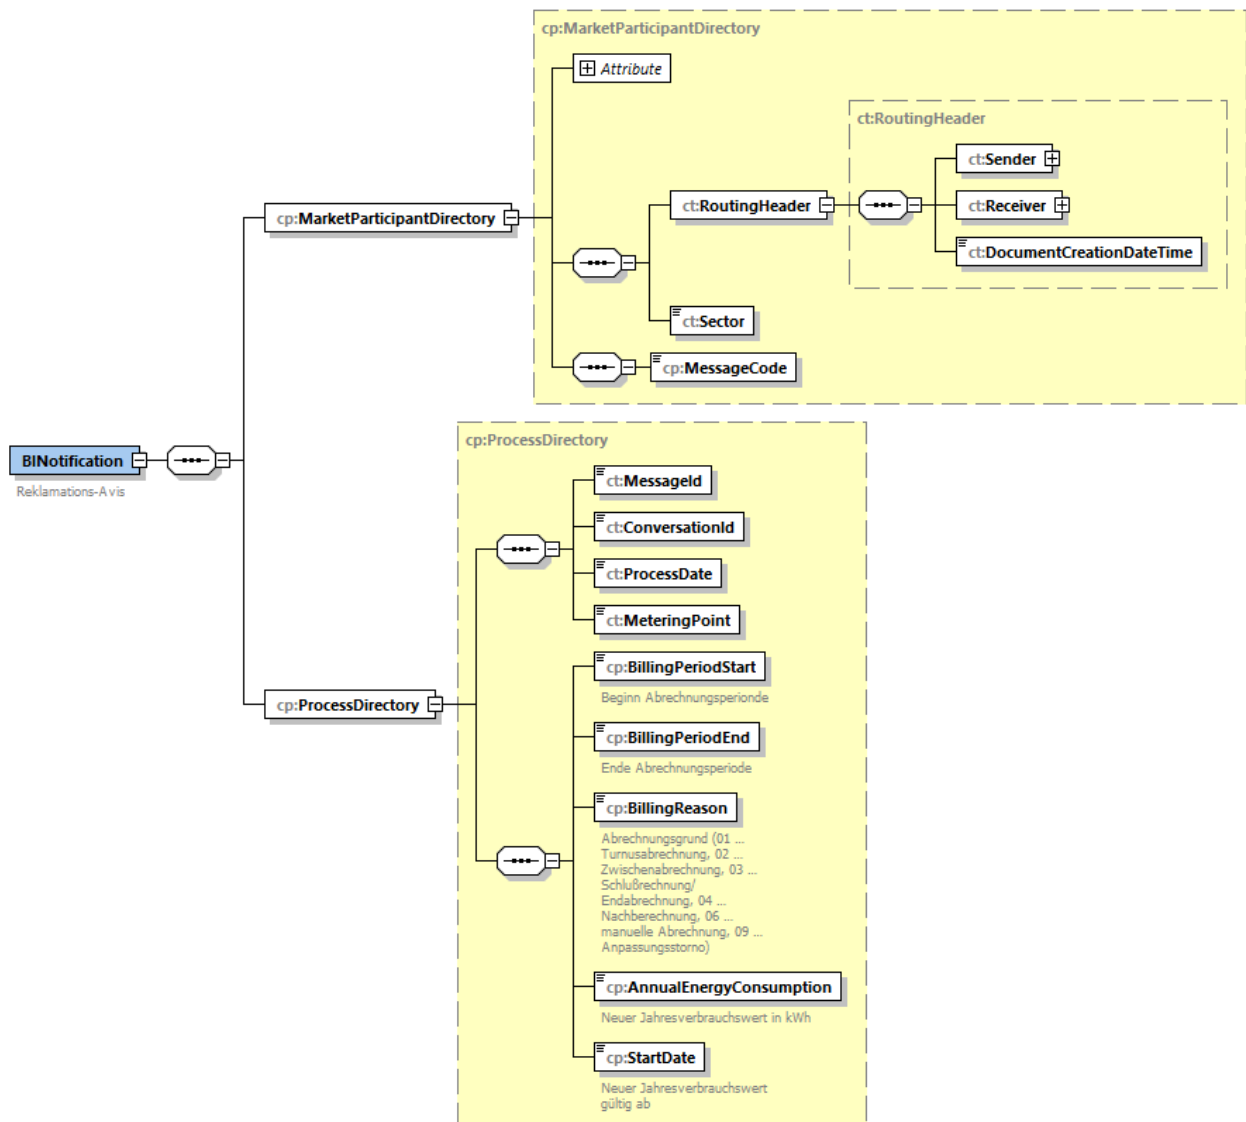 cp:MarketParticipantDirectory
Attribute
ct:RoutingHeader
ct:Sender
ct:RoutingHeader
ct:Receiver
cp:MarketParticipantDirectory
ct:DocumentCreationDateTime
ct:Sector
cp:MessageCode
cp:ProcessDirectory
BINotification
Reklamations-Avis
ct:MessageId
ct:ConversationId
ct:ProcessDate
ct:MeteringPoint
cp:BillingPeriodStart
Beginn Abrechnungsperionde
cp:ProcessDirectory
cp:BillingPeriodEnd
Ende Abrechnungsperiode
cp:BillingReason
Abrechnungsgrund (01 ...
Turnusabrechnung, 02 ...
Zwischenabrechnung, 03 ...
Schlußrechnung/
Endabrechnung, 04 ...
Nachberechnung, 06 ...
manuelle Abrechnung, 09 ...
Anpassungsstorno)
cp:AnnualEnergyConsumption
Neuer Jahresverbrauchswert in kWh
cp:StartDate
Neuer Jahresverbrauchswert
gültig ab